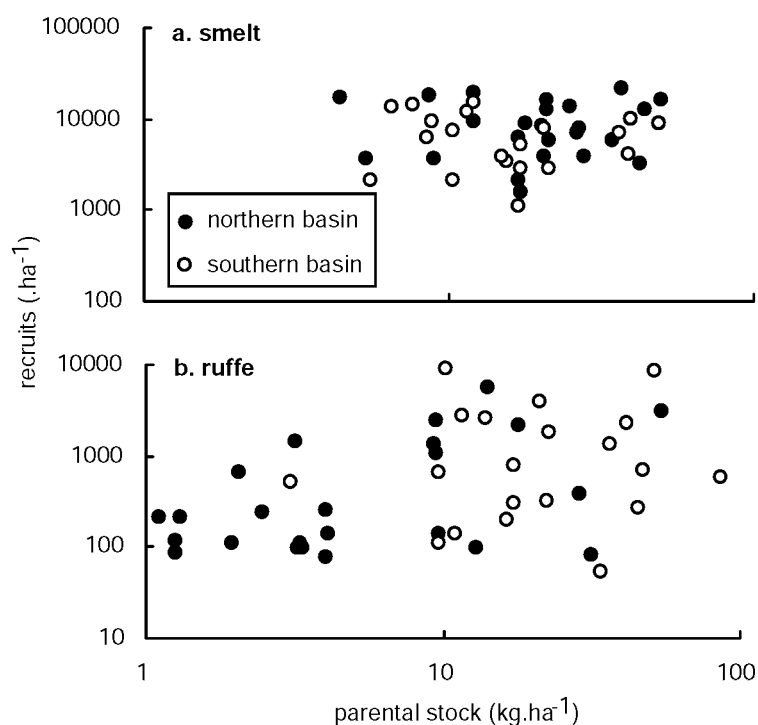 100000
a. smelt
10000
1000
northern basin
southern basin
100
recruits (.ha⁻¹)
10000
b. ruffe
1000
100
10
1
10
100
parental stock (kg.ha⁻¹)